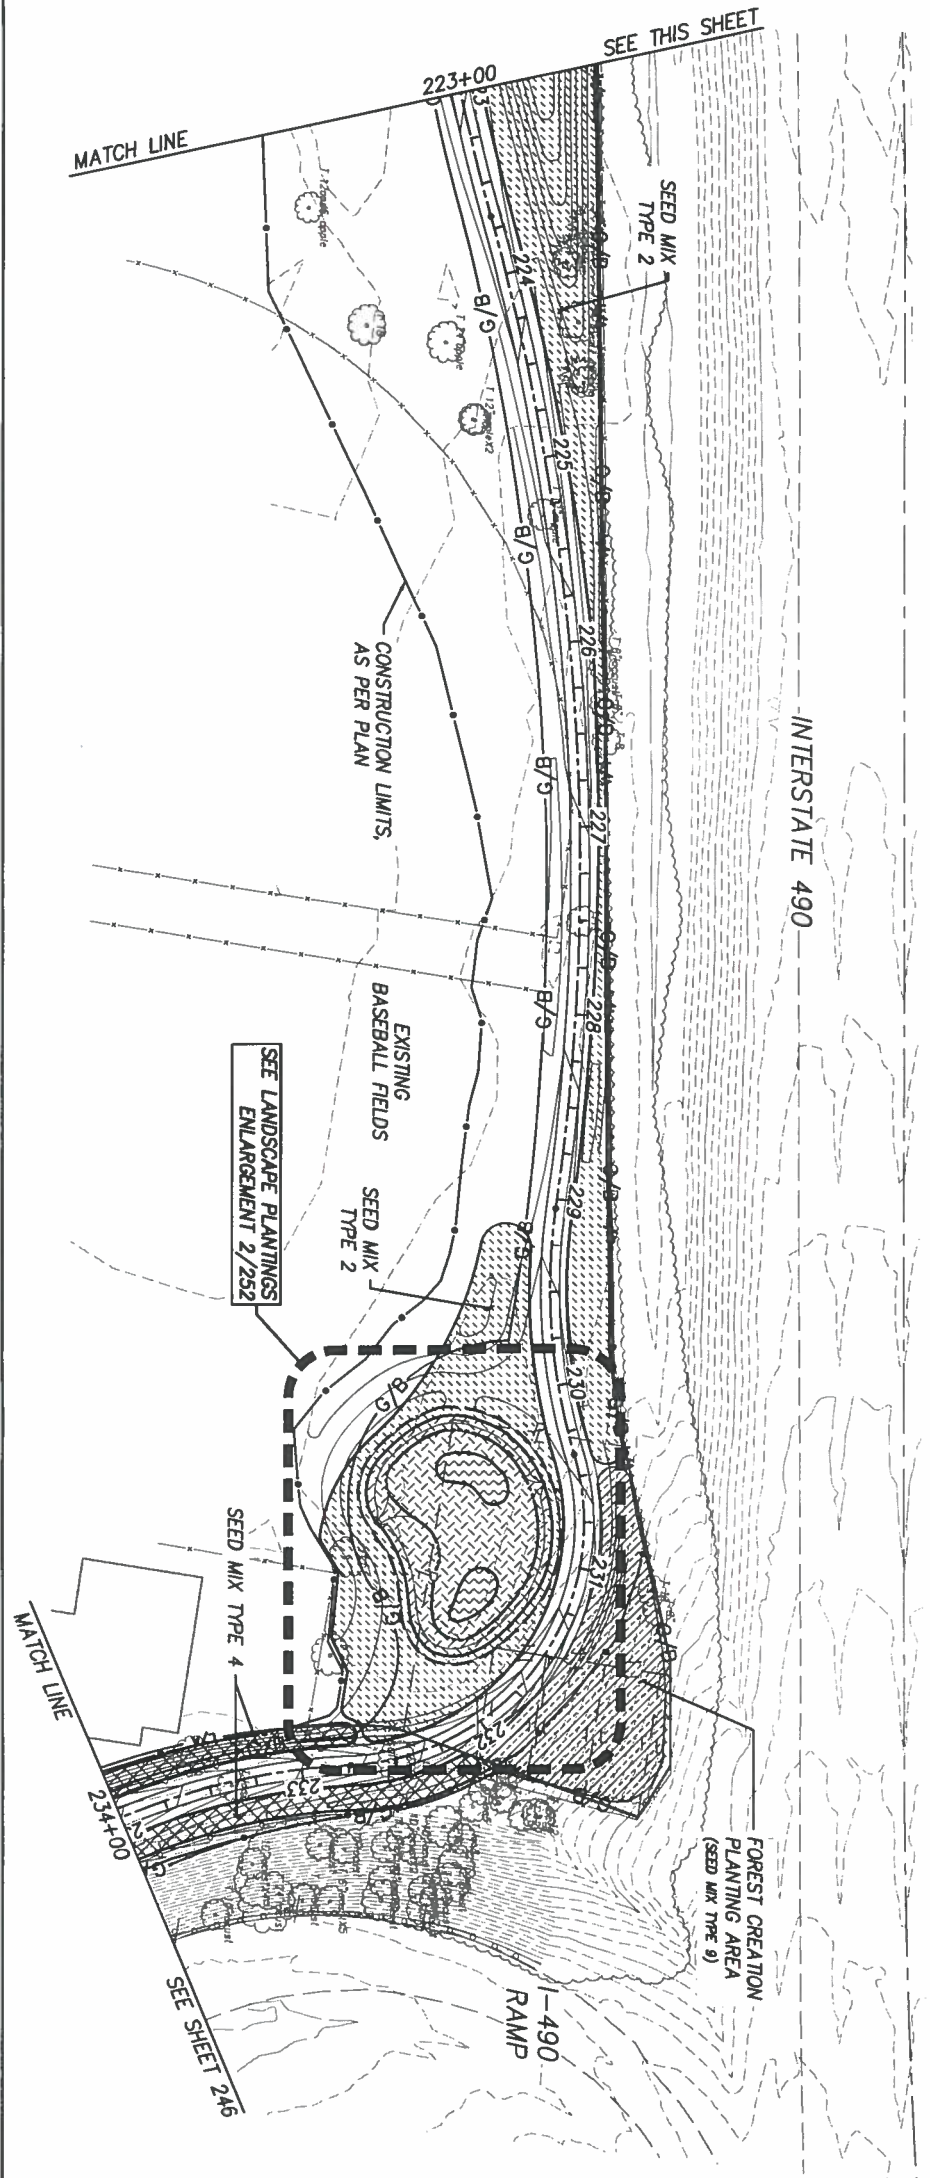 SEE THIS SHEET
223+00
MATCH LINE
SEED MIX
TYPE 2
224
G/B
225
G/B
CONSTRUCTION LIMITS,
AS PER PLAN
226
INTERSTATE 490
G/B
227
G/B
228
EXISTING
BASEBALL FIELDS
SEED MIX
TYPE 2
229
SEE LANDSCAPE PLANTINGS
ENLARGEMENT 2/252
230
G/B
231
G/B
SEED MIX TYPE 4
232
233
FOREST CREATION
PLANTING AREA
(SEED MIX TYPE 9)
MATCH LINE
234+00
SEE SHEET 246
I-490
RAMP